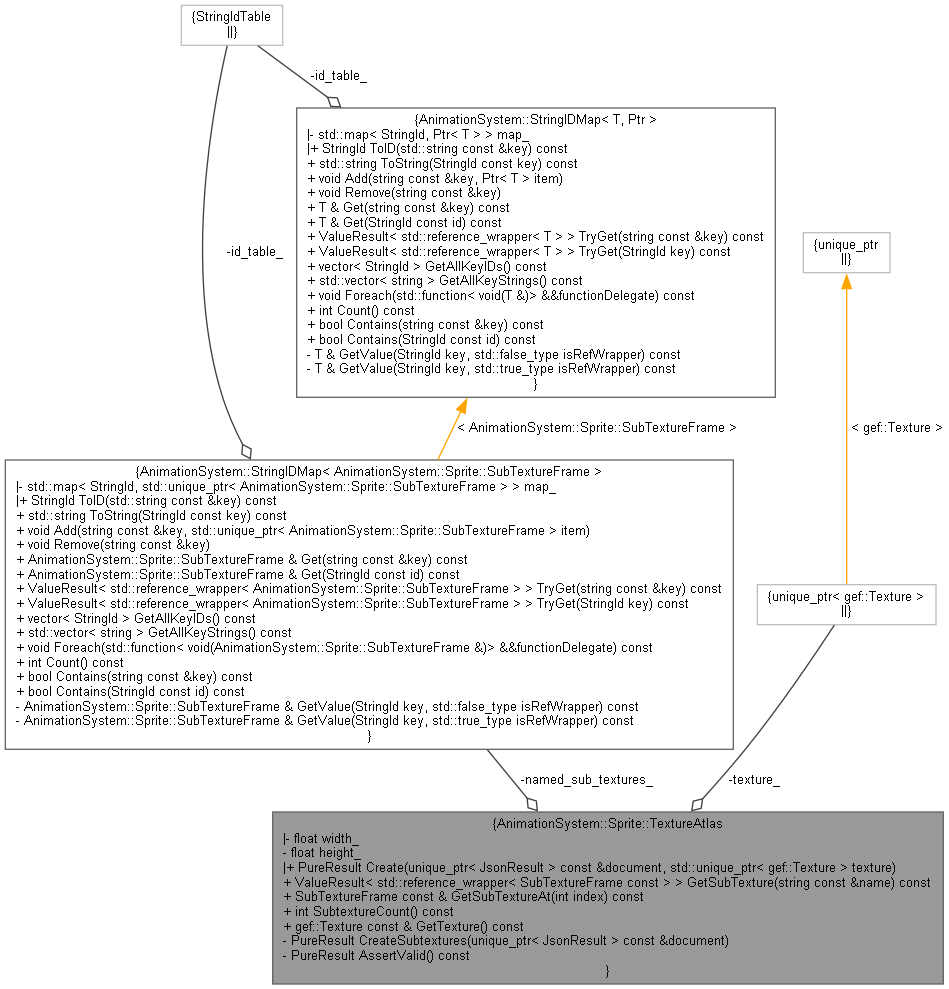 {StringIdTable
||}
-id_table_
{AnimationSystem::StringIDMap< T, Ptr >
|- std::map< StringId, Ptr< T > > map_
|+ StringId ToID(std::string const &key) const
+ std::string ToString(StringId const key) const
+ void Add(string const &key, Ptr< T > item)
+ void Remove(string const &key)
+ T & Get(string const &key) const
+ T & Get(StringId const id) const
+ ValueResult< std::reference_wrapper< T > > TryGet(string const &key) const
+ ValueResult< std::reference_wrapper< T > > TryGet(StringId key) const
+ vector< StringId > GetAllKeyIDs() const
+ std::vector< string > GetAllKeyStrings() const
+ void Foreach(std::function< void(T &)> &&functionDelegate) const
+ int Count() const
+ bool Contains(string const &key) const
+ bool Contains(StringId const id) const
- T & GetValue(StringId key, std::false_type isRefWrapper) const
- T & GetValue(StringId key, std::true_type isRefWrapper) const
}
-id_table_
{unique_ptr
||}
< AnimationSystem::Sprite::SubTextureFrame >
< gef::Texture >
{AnimationSystem::StringIDMap< AnimationSystem::Sprite::SubTextureFrame >
|- std::map< StringId, std::unique_ptr< AnimationSystem::Sprite::SubTextureFrame > > map_
|+ StringId ToID(std::string const &key) const
+ std::string ToString(StringId const key) const
+ void Add(string const &key, std::unique_ptr< AnimationSystem::Sprite::SubTextureFrame > item)
+ void Remove(string const &key)
+ AnimationSystem::Sprite::SubTextureFrame & Get(string const &key) const
+ AnimationSystem::Sprite::SubTextureFrame & Get(StringId const id) const
+ ValueResult< std::reference_wrapper< AnimationSystem::Sprite::SubTextureFrame > > TryGet(string const &key) const
+ ValueResult< std::reference_wrapper< AnimationSystem::Sprite::SubTextureFrame > > TryGet(StringId key) const
+ vector< StringId > GetAllKeyIDs() const
+ std::vector< string > GetAllKeyStrings() const
+ void Foreach(std::function< void(AnimationSystem::Sprite::SubTextureFrame &)> &&functionDelegate) const
+ int Count() const
+ bool Contains(string const &key) const
+ bool Contains(StringId const id) const
- AnimationSystem::Sprite::SubTextureFrame & GetValue(StringId key, std::false_type isRefWrapper) const
- AnimationSystem::Sprite::SubTextureFrame & GetValue(StringId key, std::true_type isRefWrapper) const
}
{unique_ptr< gef::Texture >
||}
-named_sub_textures_
-texture_
{AnimationSystem::Sprite::TextureAtlas
|- float width_
- float height_
|+ PureResult Create(unique_ptr< JsonResult > const &document, std::unique_ptr< gef::Texture > texture)
+ ValueResult< std::reference_wrapper< SubTextureFrame const > > GetSubTexture(string const &name) const
+ SubTextureFrame const & GetSubTextureAt(int index) const
+ int SubtextureCount() const
+ gef::Texture const & GetTexture() const
- PureResult CreateSubtextures(unique_ptr< JsonResult > const &document)
- PureResult AssertValid() const
}